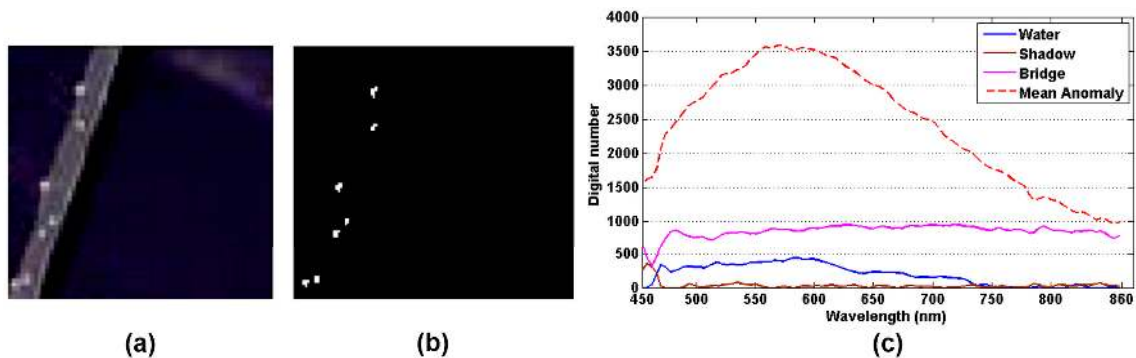 4000
3500
3000
2500
2000
1500
1000
500
0
Digital number
450
500
550
600
650
700
750
800
860
Wavelength (nm)
Water
Shadow
Bridge
Mean Anomaly
(a)
(b)
(c)